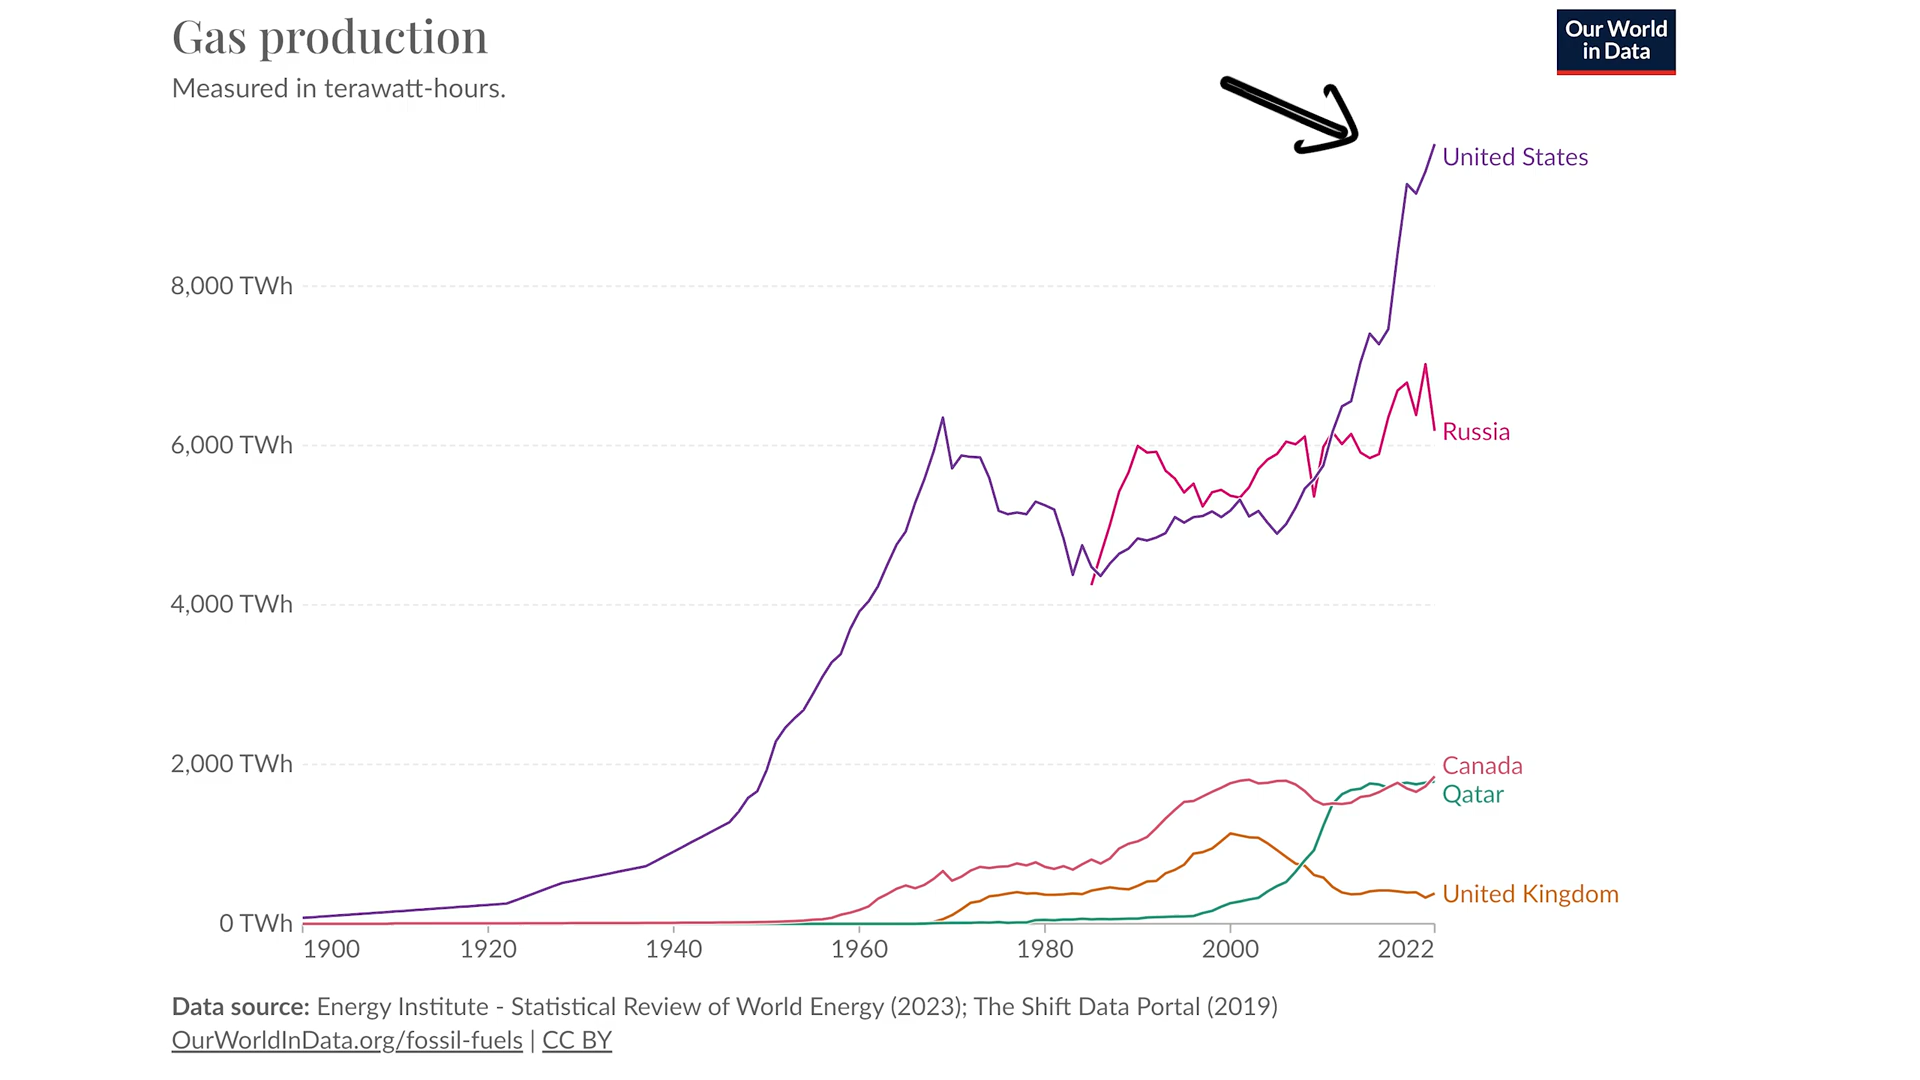 Gas production
Measured in terawatt-hours.
Our World
in Data
United States
8,000 TWh
Russia
6,000 TWh
4,000 TWh
2,000 TWh
Canada
Qatar
United Kingdom
0 TWh
1900 1920 1940 1960 1980 2000 2022
Data source: Energy Institute - Statistical Review of World Energy (2023); The Shift Data Portal (2019)
OurWorldInData.org/fossil-fuels | CC BY